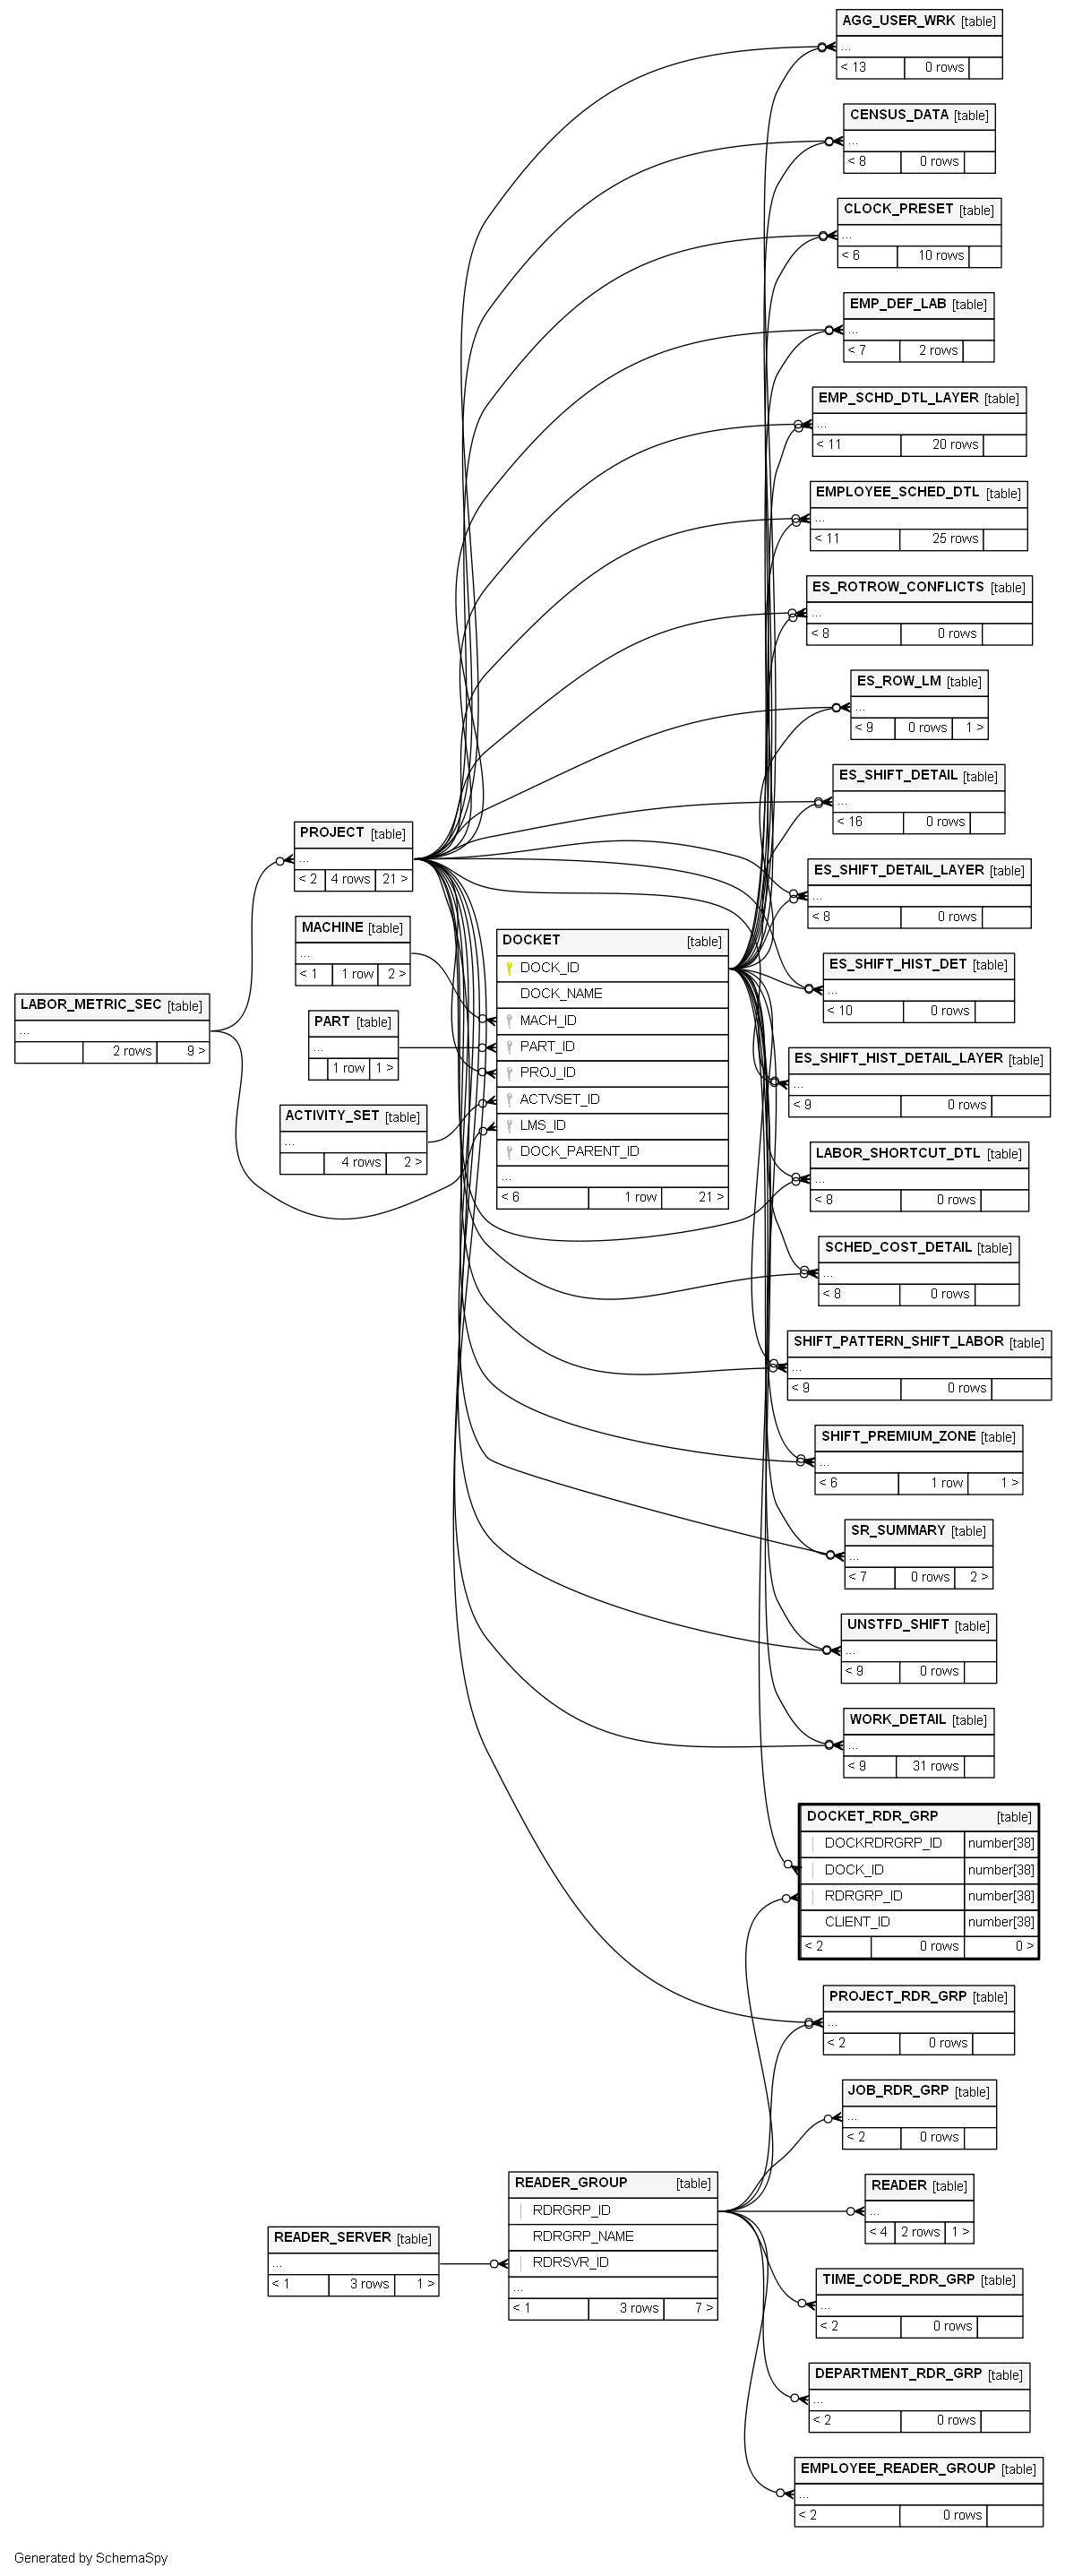 AGG_USER_WRK [table]
...
< 13 0 rows
CENSUS_DATA [table]
...
< 8 0 rows
CLOCK_PRESET [table]
...
< 6 10 rows
EMP_DEF_LAB [table]
...
< 7 2 rows
EMP_SCHD_DTL_LAYER [table]
...
< 11 20 rows
EMPLOYEE_SCHED_DTL [table]
...
< 11 25 rows
ES_ROTROW_CONFLICTS [table]
...
< 8 0 rows
ES_ROW_LM [table]
...
< 9 0 rows 1 >
ES_SHIFT_DETAIL [table]
...
< 16 0 rows
PROJECT [table]
...
< 2 4 rows 21 >
ES_SHIFT_DETAIL_LAYER [table]
...
< 8 0 rows
MACHINE [table]
...
< 1 1 row 2 >
LABOR_METRIC_SEC [table]
...
2 rows 9 >
PART [table]
...
1 row 1 >
ACTIVITY_SET [table]
...
4 rows 2 >
DOCKET [table]
DOCK_ID
DOCK_NAME
MACH_ID
PART_ID
PROJ_ID
ACTVSET_ID
LMS_ID
DOCK_PARENT_ID
...
< 6 1 row 21 >
ES_SHIFT_HIST_DET [table]
...
< 10 0 rows
ES_SHIFT_HIST_DETAIL_LAYER [table]
...
< 9 0 rows
LABOR_SHORTCUT_DTL [table]
...
< 8 0 rows
SCHED_COST_DETAIL [table]
...
< 8 0 rows
SHIFT_PATTERN_SHIFT_LABOR [table]
...
< 9 0 rows
SHIFT_PREMIUM_ZONE [table]
...
< 6 1 row 1 >
SR_SUMMARY [table]
...
< 7 0 rows 2 >
UNSTFD_SHIFT [table]
...
< 9 0 rows
WORK_DETAIL [table]
...
< 9 31 rows
DOCKET_RDR_GRP [table]
DOCKRDRGRP_ID number[38]
DOCK_ID number[38]
RDRGRP_ID number[38]
CLIENT_ID number[38]
< 2 0 rows 0 >
PROJECT_RDR_GRP [table]
...
< 2 0 rows
JOB_RDR_GRP [table]
...
< 2 0 rows
READER_GROUP [table]
RDRGRP_ID
RDRGRP_NAME
RDRSVR_ID
...
< 1 3 rows 7 >
READER [table]
...
< 4 2 rows 1 >
READER_SERVER [table]
...
< 1 3 rows 1 >
TIME_CODE_RDR_GRP [table]
...
< 2 0 rows
DEPARTMENT_RDR_GRP [table]
...
< 2 0 rows
EMPLOYEE_READER_GROUP [table]
...
< 2 0 rows
Generated by SchemaSpy